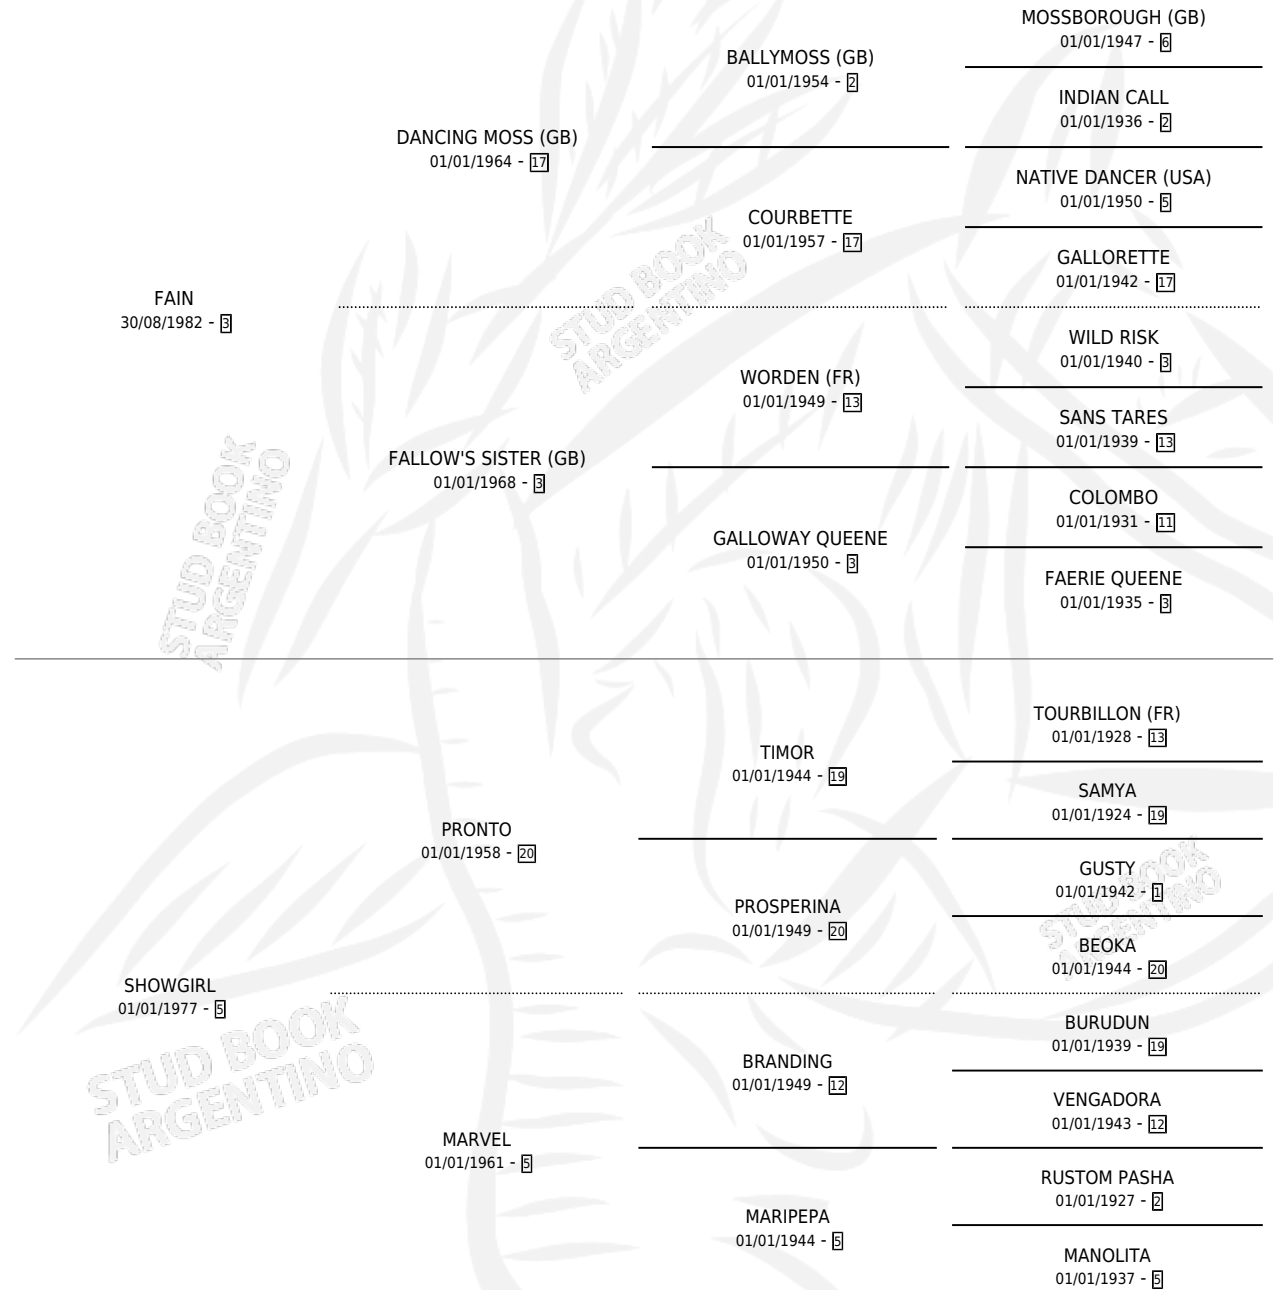 MOSSBOROUGH (GB)
01/01/1947 - 6
BALLYMOSS (GB)
01/01/1954 - 2
INDIAN CALL
01/01/1936 - 2
DANCING MOSS (GB)
01/01/1964 - 17
NATIVE DANCER (USA)
01/01/1950 - 5
COURBETTE
01/01/1957 - 17
GALLORETTE
01/01/1942 - 17
FAIN
30/08/1982 - 3
WILD RISK
01/01/1940 - 3
WORDEN (FR)
01/01/1949 - 13
SANS TARES
01/01/1939 - 13
FALLOW'S SISTER (GB)
01/01/1968 - 3
COLOMBO
01/01/1931 - 11
GALLOWAY QUEENE
01/01/1950 - 3
FAERIE QUEENE
01/01/1935 - 3
TOURBILLON (FR)
01/01/1928 - 13
TIMOR
01/01/1944 - 19
SAMYA
01/01/1924 - 19
PRONTO
01/01/1958 - 20
GUSTY
01/01/1942 - 1
PROSPERINA
01/01/1949 - 20
BEOKA
01/01/1944 - 20
SHOWGIRL
01/01/1977 - 5
BURUDUN
01/01/1939 - 19
BRANDING
01/01/1949 - 12
VENGADORA
01/01/1943 - 12
MARVEL
01/01/1961 - 5
RUSTOM PASHA
01/01/1927 - 2
MARIPEPA
01/01/1944 - 5
MANOLITA
01/01/1937 - 5
STUD BOOK
ARGENTINO
STUD BOOK
ARGENTINO
STUD BOOK
ARGENTINO
STUD BOOK
ARGENTINO